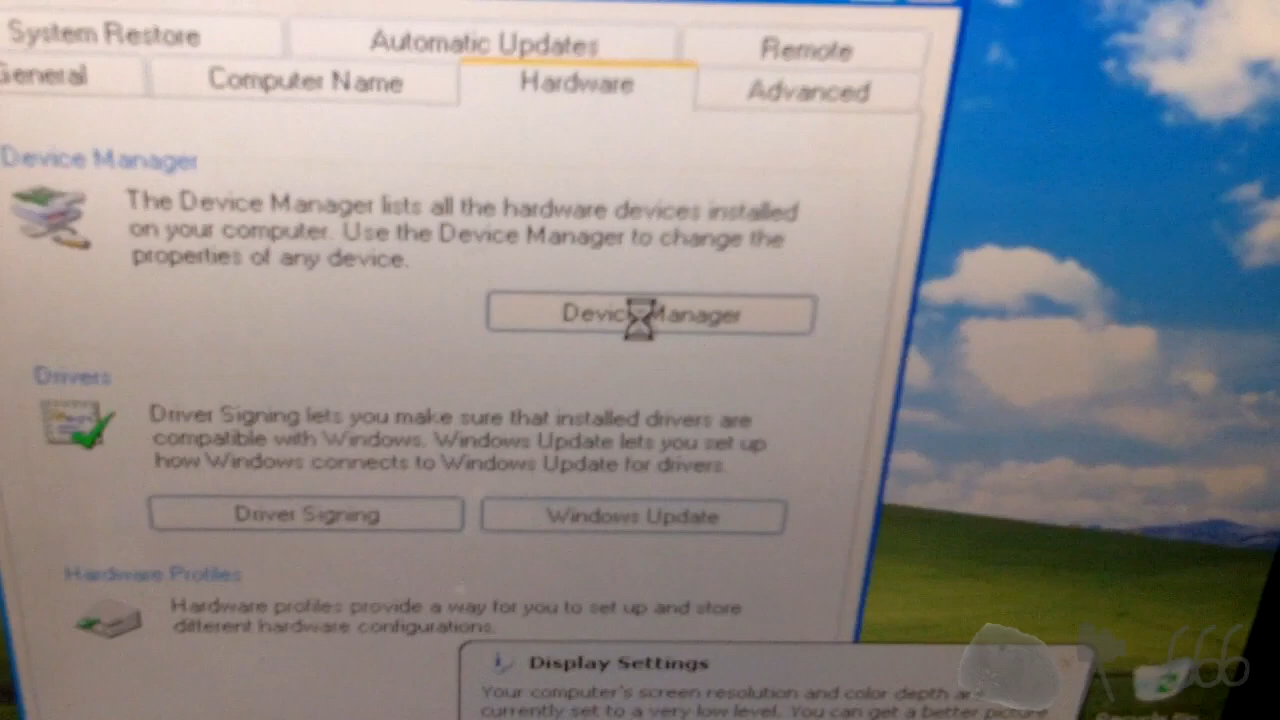 System Restore
Automatic Updates
Remote
General
Computer Name
Hardware
Advanced
Device Manager
The Device Manager lists all the hardware devices installed
on your computer. Use the Device Manager to change the
properties of any device.
Device Manager
Drivers
Driver Signing lets you make sure that installed drivers are
compatible with Windows. Windows Update lets you set up
how Windows connects to Windows Update for drivers.
Driver Signing
Windows Update
Hardware Profiles
Hardware profiles provide a way for you to set up and store
different hardware configurations.
Display Settings
Your computer's screen resolution and color depth are
currently set to a very low level. You can get a better picture